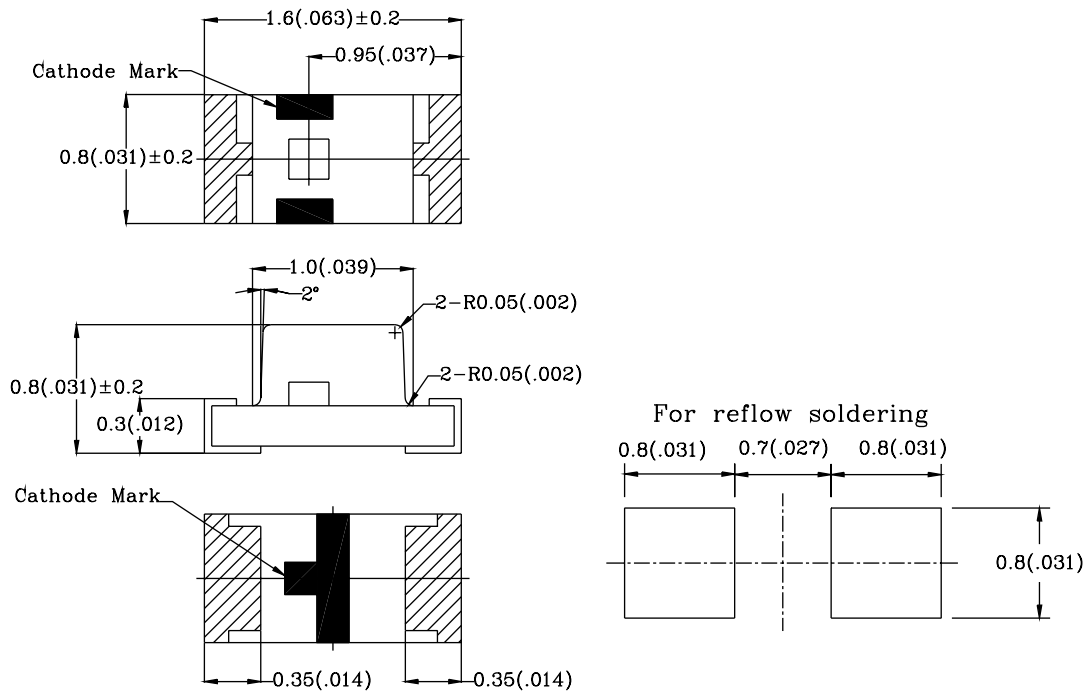 1.6(.063)±0.2
0.95(.037)
Cathode Mark
0.8(.031)±0.2
1.0(.039)
2°
2-R0.05(.002)
2-R0.05(.002)
0.8(.031)±0.2
0.3(.012)
For reflow soldering
0.8(.031)
0.7(.027)
0.8(.031)
Cathode Mark
0.8(.031)
0.35(.014)
0.35(.014)